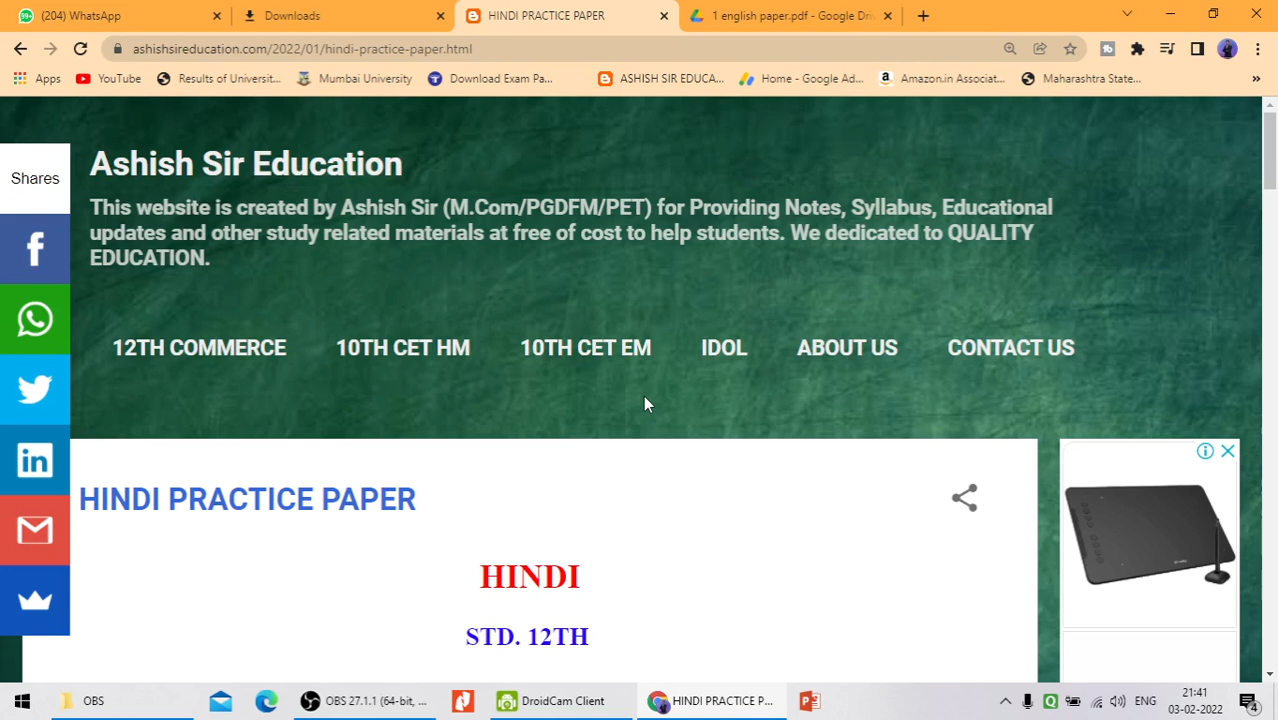 99+ (204) WhatsApp
Downloads
HINDI PRACTICE PAPER
1 english paper.pdf - Google Dri
ashishsireducation.com/2022/01/hindi-practice-paper.html
Apps
YouTube
Results of Universit...
Mumbai University
Download Exam Pa...
ASHISH SIR EDUCA...
Home - Google Ad...
Amazon.in Associat...
Maharashtra State...
»
Ashish Sir Education
This website is created by Ashish Sir (M.Com/PGDFM/PET) for Providing Notes, Syllabus, Educational
updates and other study related materials at free of cost to help students. We dedicated to QUALITY
EDUCATION.
Shares
12TH COMMERCE
10TH CET HM
10TH CET EM
IDOL
ABOUT US
CONTACT US
HINDI PRACTICE PAPER
HINDI
STD. 12TH
OBS
OBS 27.1.1 (64-bit, ...
DroidCam Client
HINDI PRACTICE P...
ENG
21:41
03-02-2022
4